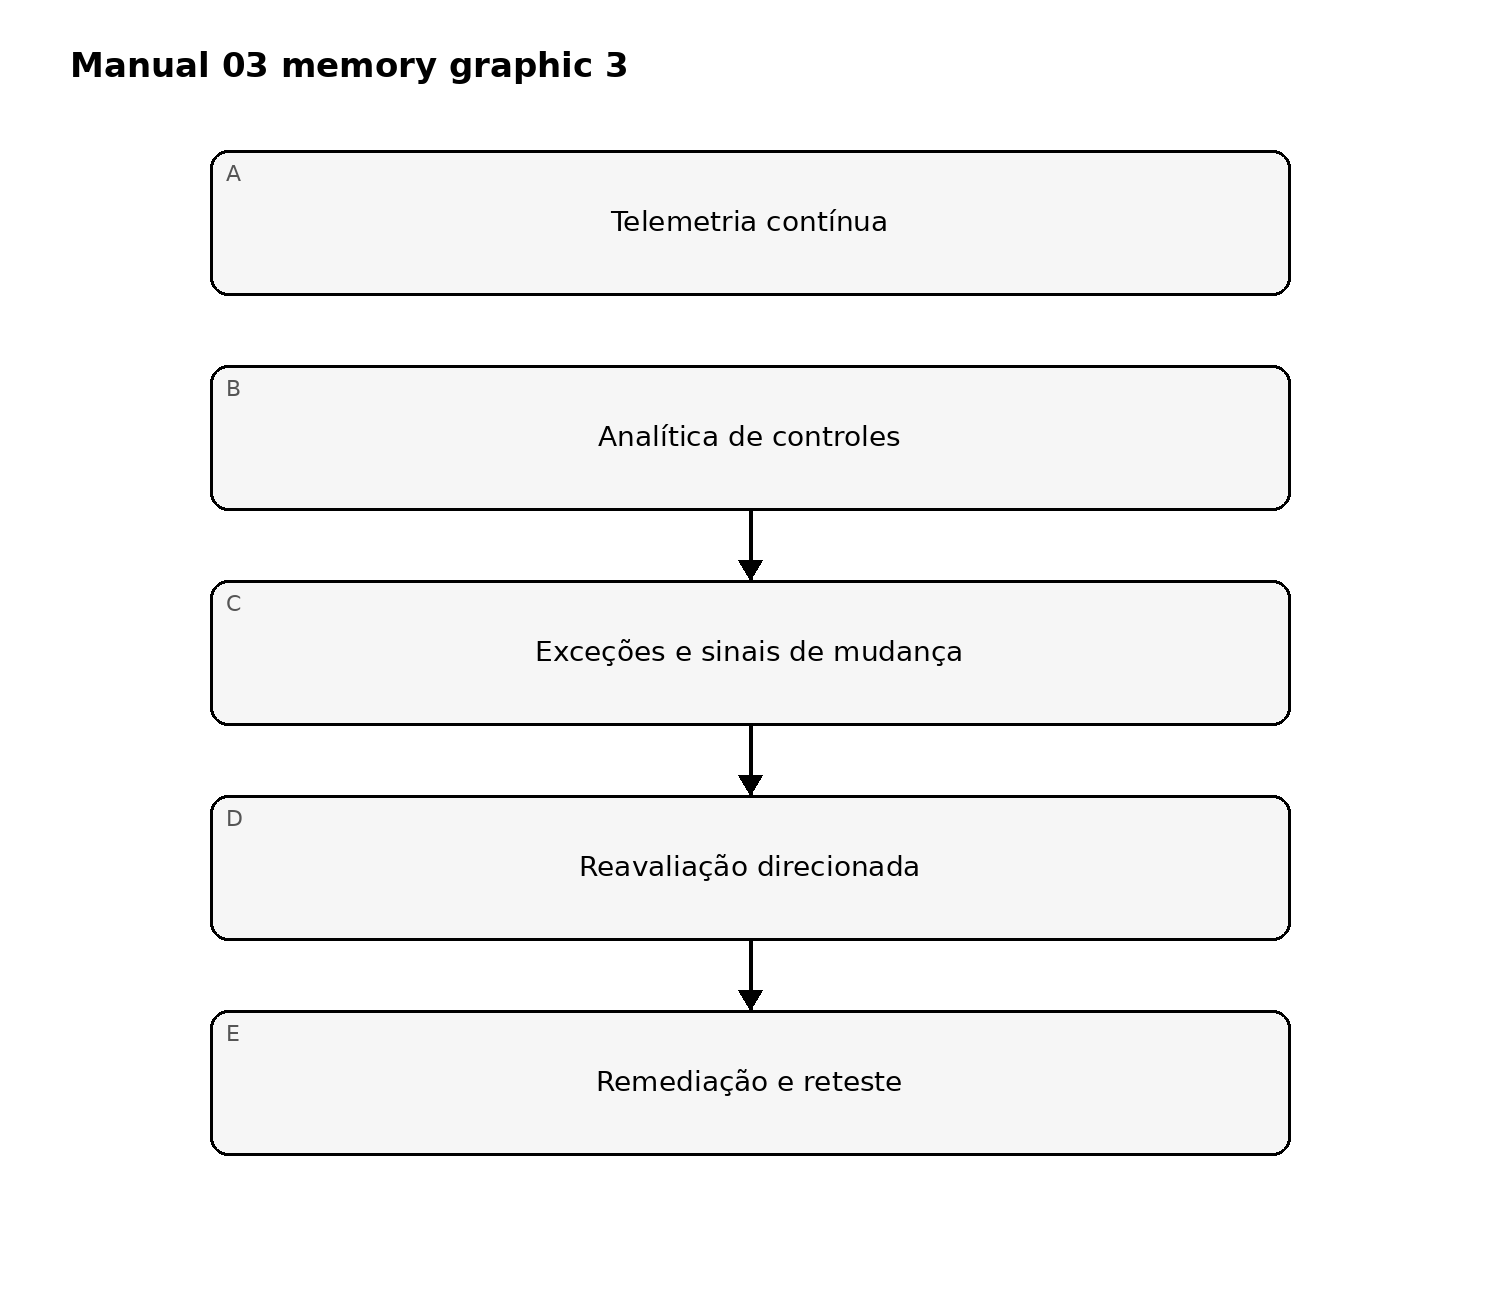 Manual 03 memory graphic 3
A
Telemetria contínua
B
Analítica de controles
C
Exceções e sinais de mudança
D
Reavaliação direcionada
E
Remediação e reteste